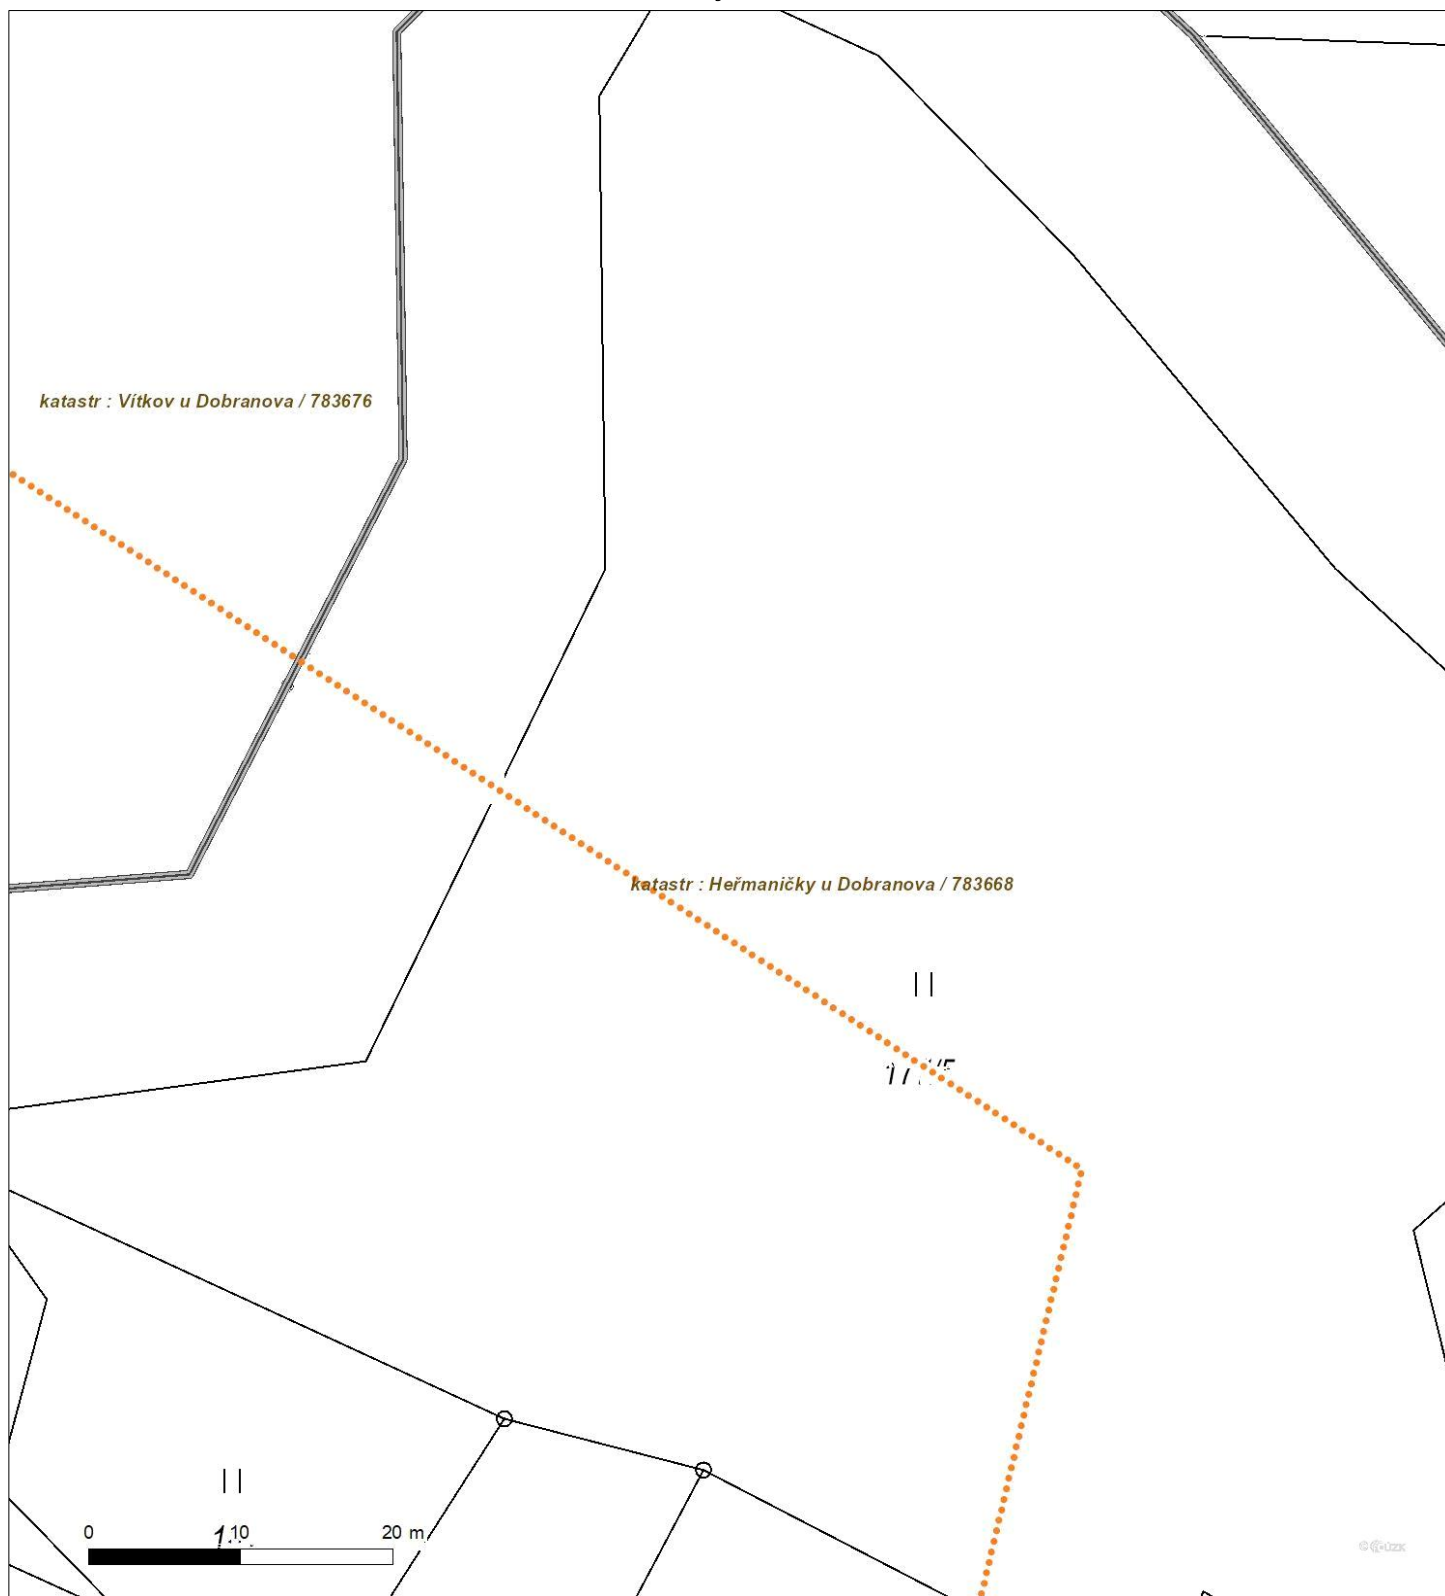 katastr : Vítkov u Dobranova / 783676
katastr : Heřmaničky u Dobranova / 783668
0 10 20 m